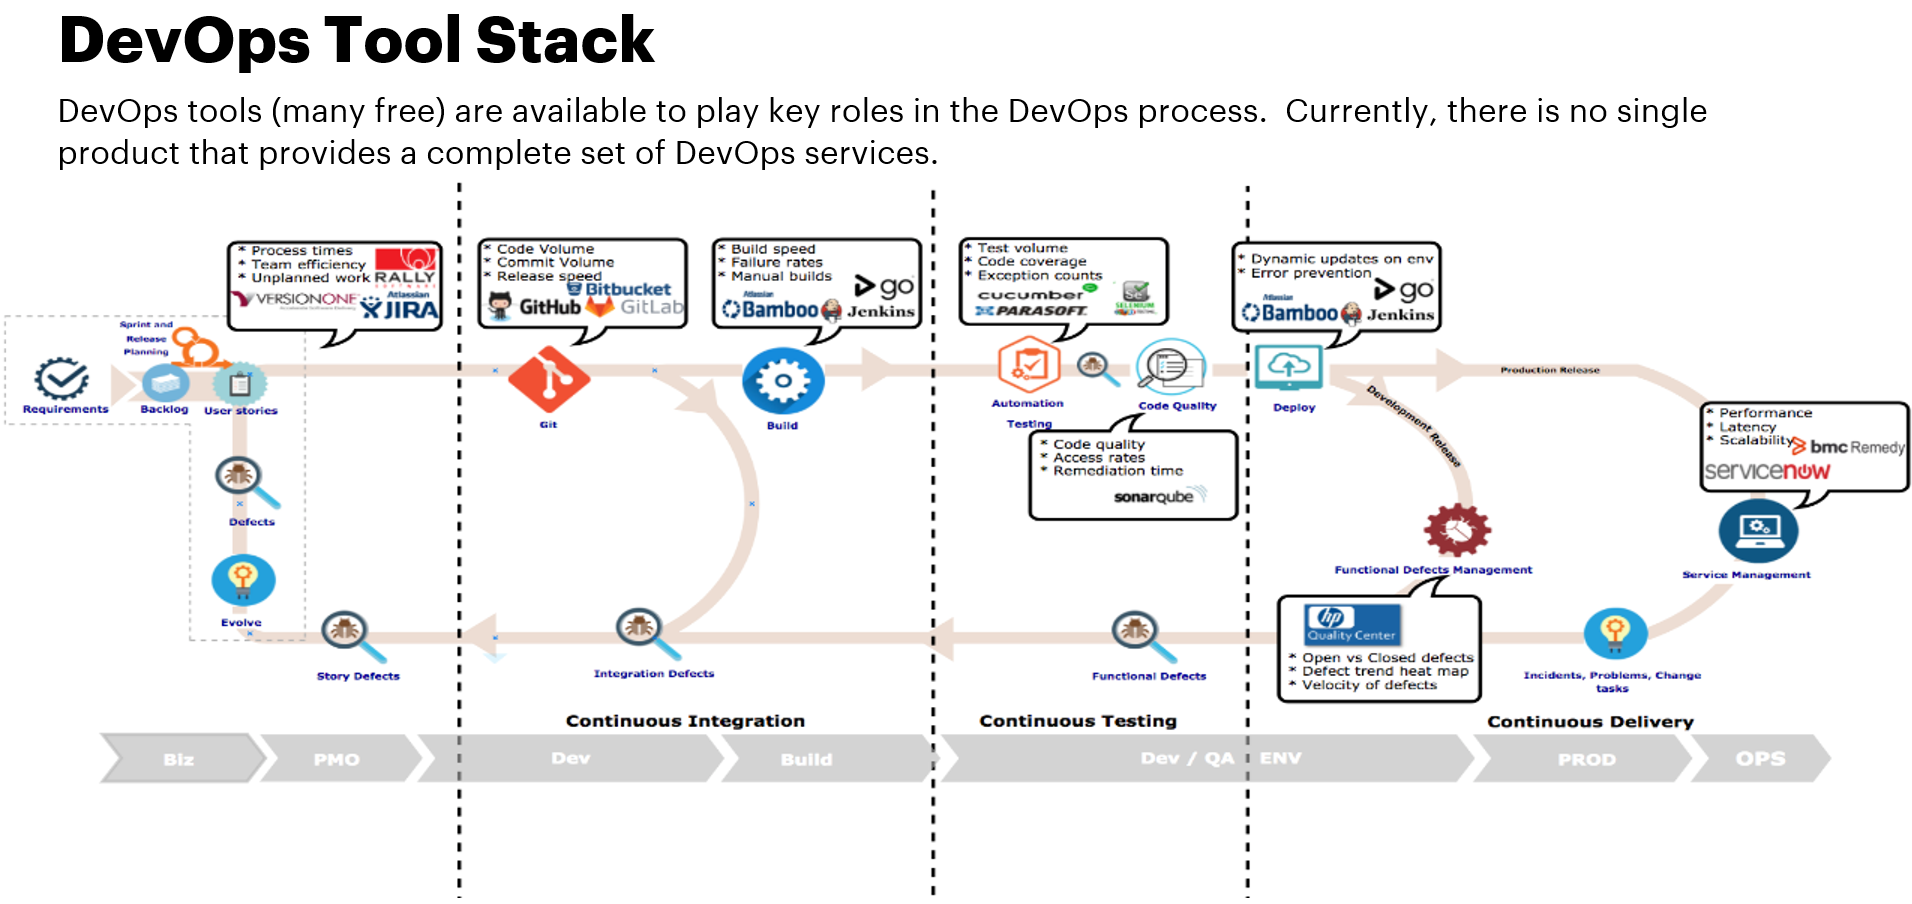 DevOps Tool Stack
DevOps tools (many free) are available to play key roles in the DevOps process.  Currently, there is no single
product that provides a complete set of DevOps services.
* Process times
* Team efficiency
* Unplanned work
RALLY
SOFTWARE
VERSIONONE
Atlassian
JIRA
* Code Volume
* Commit Volume
* Release speed
Bitbucket
GitHub
GitLab
* Build speed
* Failure rates
* Manual builds
go
Atlassian
Bamboo
Jenkins
* Test volume
* Code coverage
* Exception counts
cucumber
PARASOFT
Se
SELENIUM
* Dynamic updates on env
* Error prevention
go
Atlassian
Bamboo
Jenkins
Sprint and
Release
Planning
Requirements
Backlog
User stories
Git
Build
Automation
Testing
Code Quality
Deploy
Production Release
Development Release
* Code quality
* Access rates
* Remediation time
sonarqube
* Performance
* Latency
* Scalability
bmc Remedy
servicenow
Defects
Evolve
Functional Defects Management
Service Management
hp
Quality Center
* Open vs Closed defects
* Defect trend heat map
* Velocity of defects
Story Defects
Integration Defects
Functional Defects
Incidents, Problems, Change
tasks
Continuous Integration
Continuous Testing
Continuous Delivery
Biz
PMO
Dev
Build
Dev / QA
ENV
PROD
OPS